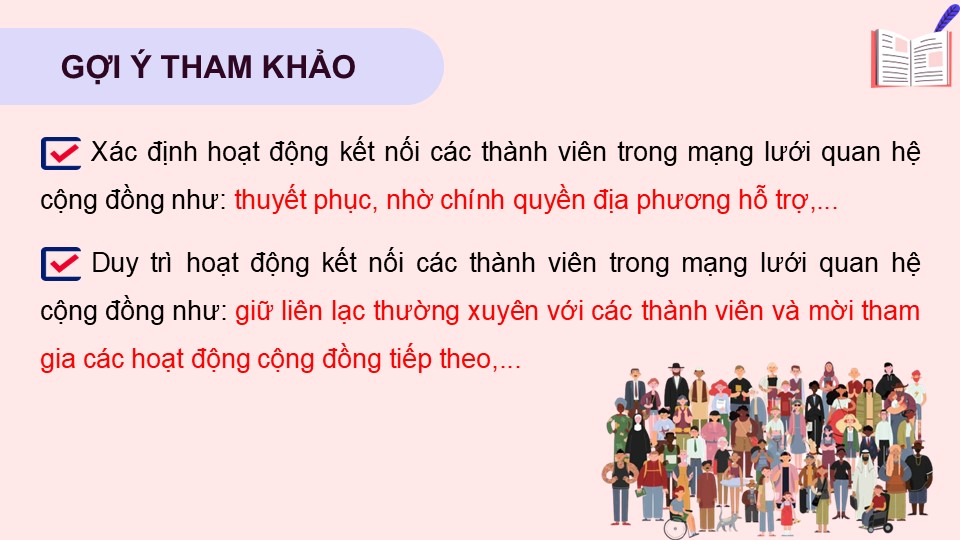 GỢI Ý THAM KHẢO
Xác định hoạt động kết nối các thành viên trong mạng lưới quan hệ
cộng đồng như: thuyết phục, nhờ chính quyền địa phương hỗ trợ,...
Duy trì hoạt động kết nối các thành viên trong mạng lưới quan hệ
cộng đồng như: giữ liên lạc thường xuyên với các thành viên và mời tham
gia các hoạt động cộng đồng tiếp theo,...